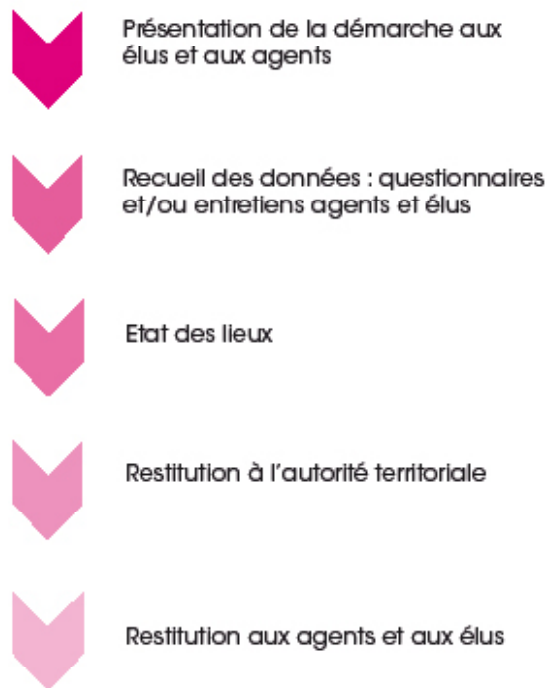 Présentation de la démarche aux
élus et aux agents
Recueil des données : questionnaires
et/ou entretiens agents et élus
Etat des lieux
Restitution à l'autorité territoriale
Restitution aux agents et aux élus